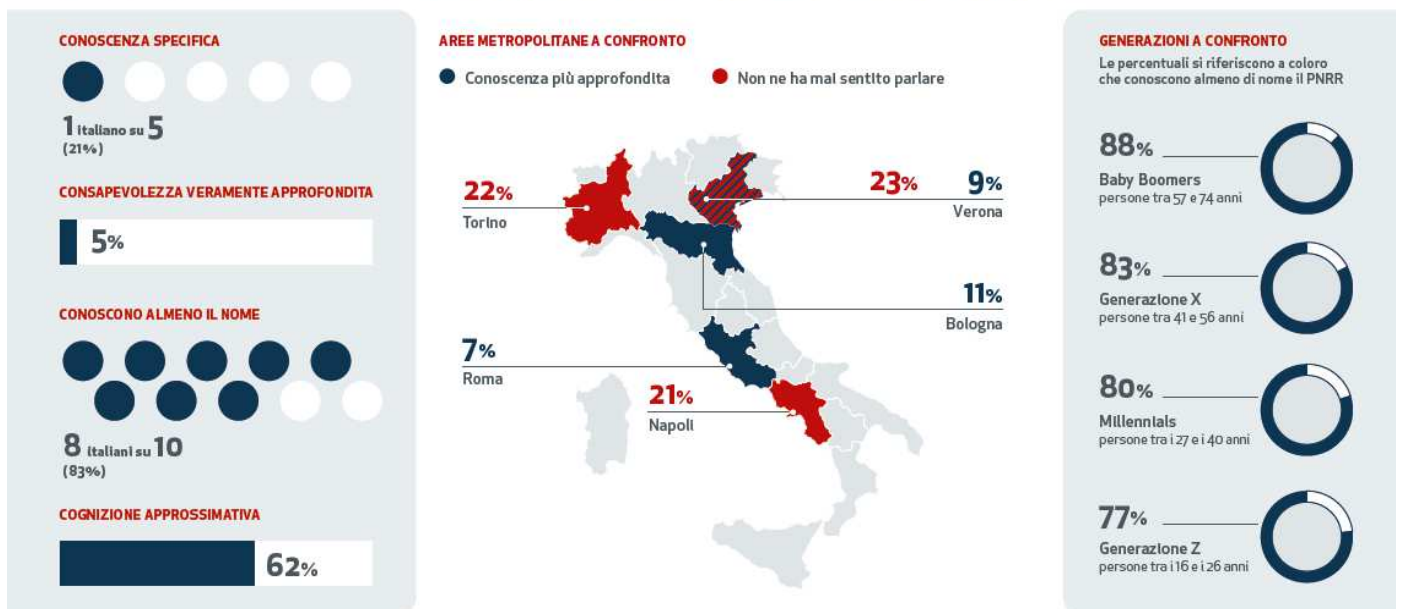 CONOSCENZA SPECIFICA
1 italiano su 5
(21%)
CONSAPEVOLEZZA VERAMENTE APPROFONDITA
5%
CONOSCONO ALMENO IL NOME
8 italiani su 10
(83%)
COGNIZIONE APPROSSIMATIVA
62%
AREE METROPOLITANE A CONFRONTO
Conoscenza più approfondita
Non ne ha mai sentito parlare
22%
Torino
23% 9%
Verona
11%
Bologna
7%
Roma
21%
Napoli
GENERAZIONI A CONFRONTO
Le percentuali si riferiscono a coloro
che conoscono almeno di nome il PNRR
88%
Baby Boomers
persone tra 57 e 74 anni
83%
Generazione X
persone tra 41 e 56 anni
80%
Millennials
persone tra i 27 e i 40 anni
77%
Generazione Z
persone tra i 16 e i 26 anni